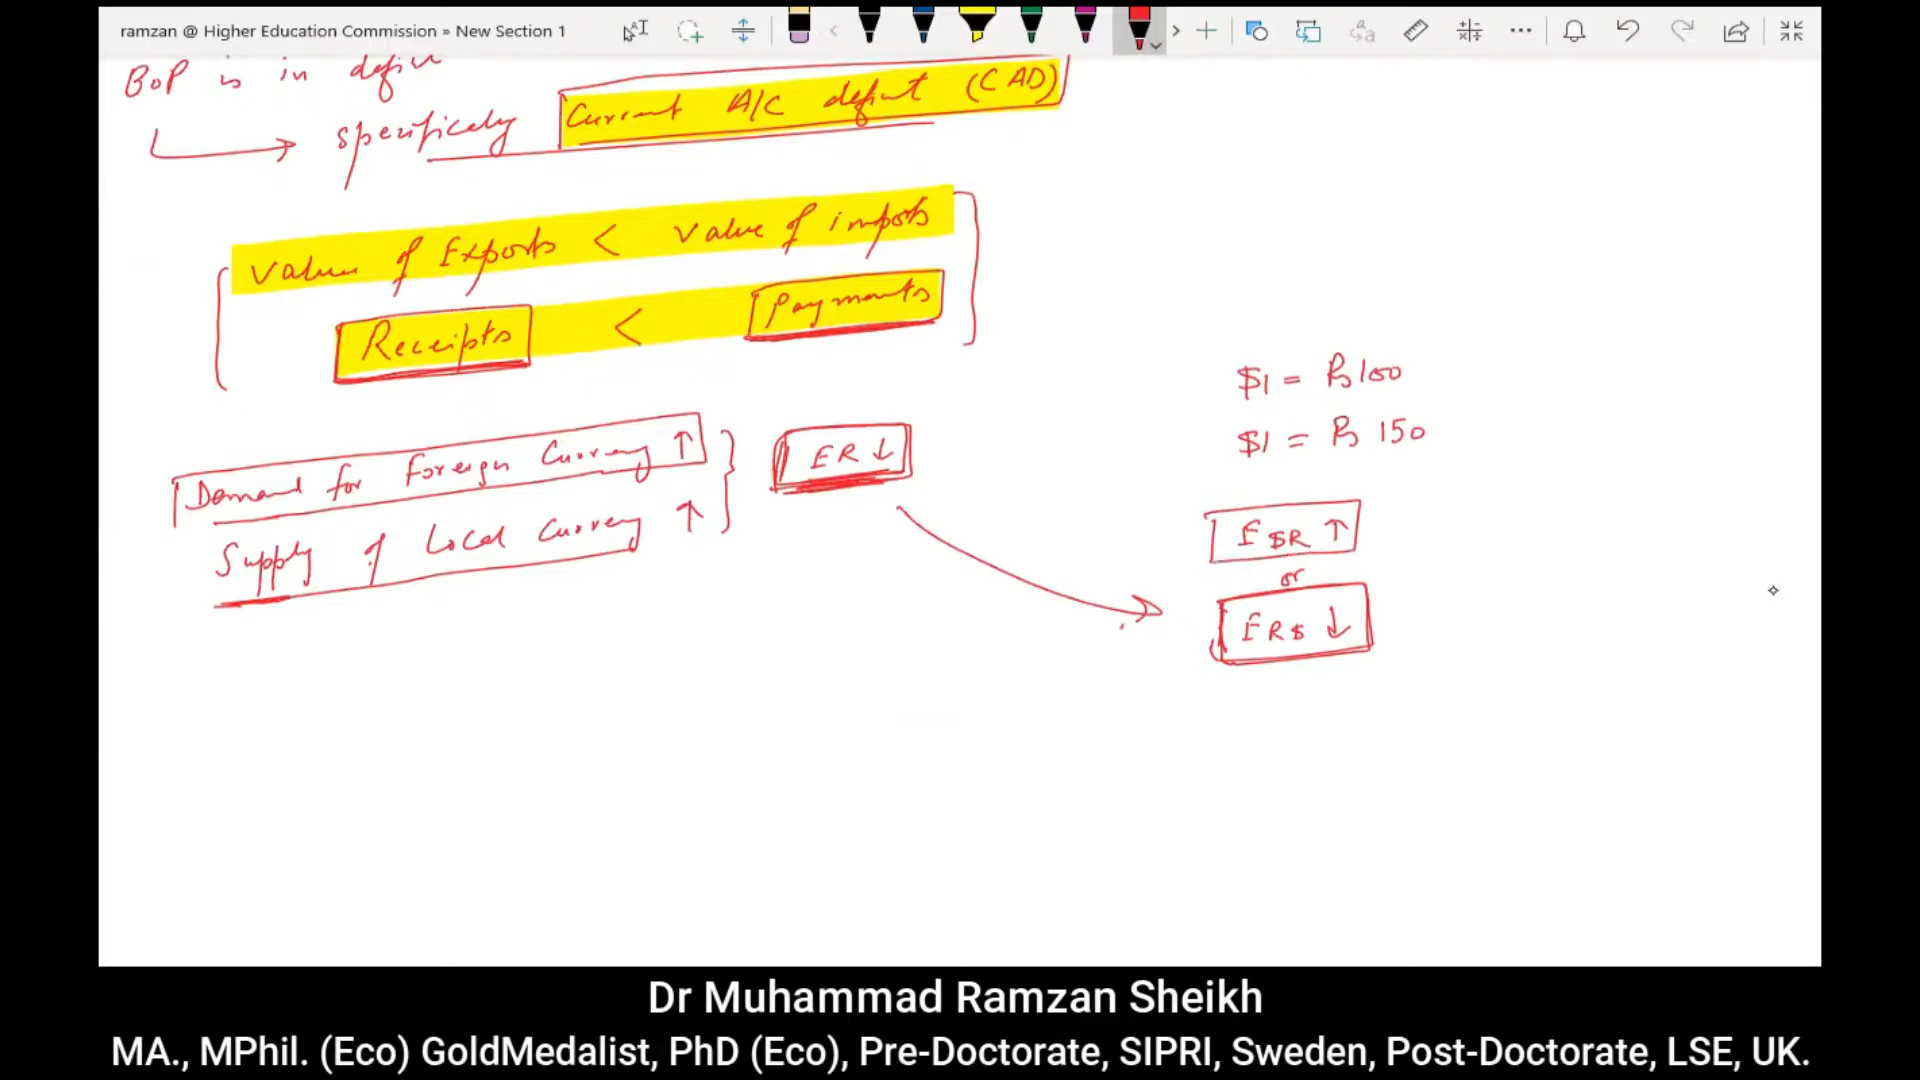 ramzan @ Higher Education Commission » New Section 1
BoP is in deficit
specifically Current A/C deficit (CAD)
Value of Exports < Value of imports
Receipts < Payments
$1 = Rs 100
$1 = Rs 150
Demand for Foreign Currency ↑
ER ↓
Supply of Local Currency ↑
E $R ↑
or
E R$ ↓
Dr Muhammad Ramzan Sheikh
MA., MPhil. (Eco) GoldMedalist, PhD (Eco), Pre-Doctorate, SIPRI, Sweden, Post-Doctorate, LSE, UK.